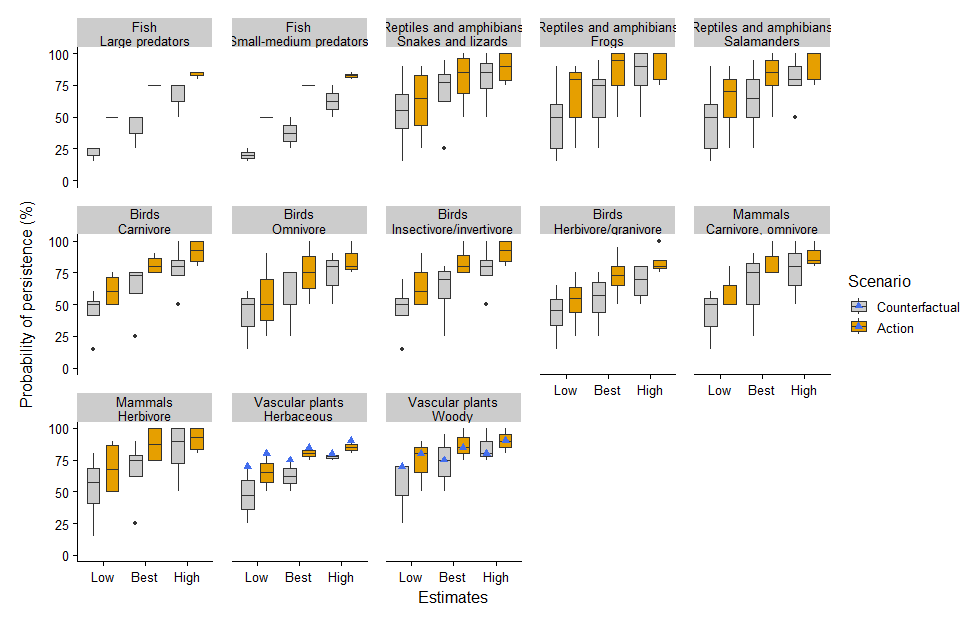 Fish
Large predators
Fish
Small-medium predators
Reptiles and amphibians
Snakes and lizards
Reptiles and amphibians
Frogs
Reptiles and amphibians
Salamanders
100
75
50
25
0
Birds
Carnivore
Birds
Omnivore
Birds
Insectivore/invertivore
Birds
Herbivore/granivore
Mammals
Carnivore, omnivore
100
75
50
25
0
Low Best High
Low Best High
Mammals
Herbivore
Vascular plants
Herbaceous
Vascular plants
Woody
100
75
50
25
0
Low Best High
Low Best High
Low Best High
Estimates
Probability of persistence (%)
Scenario
Counterfactual
Action